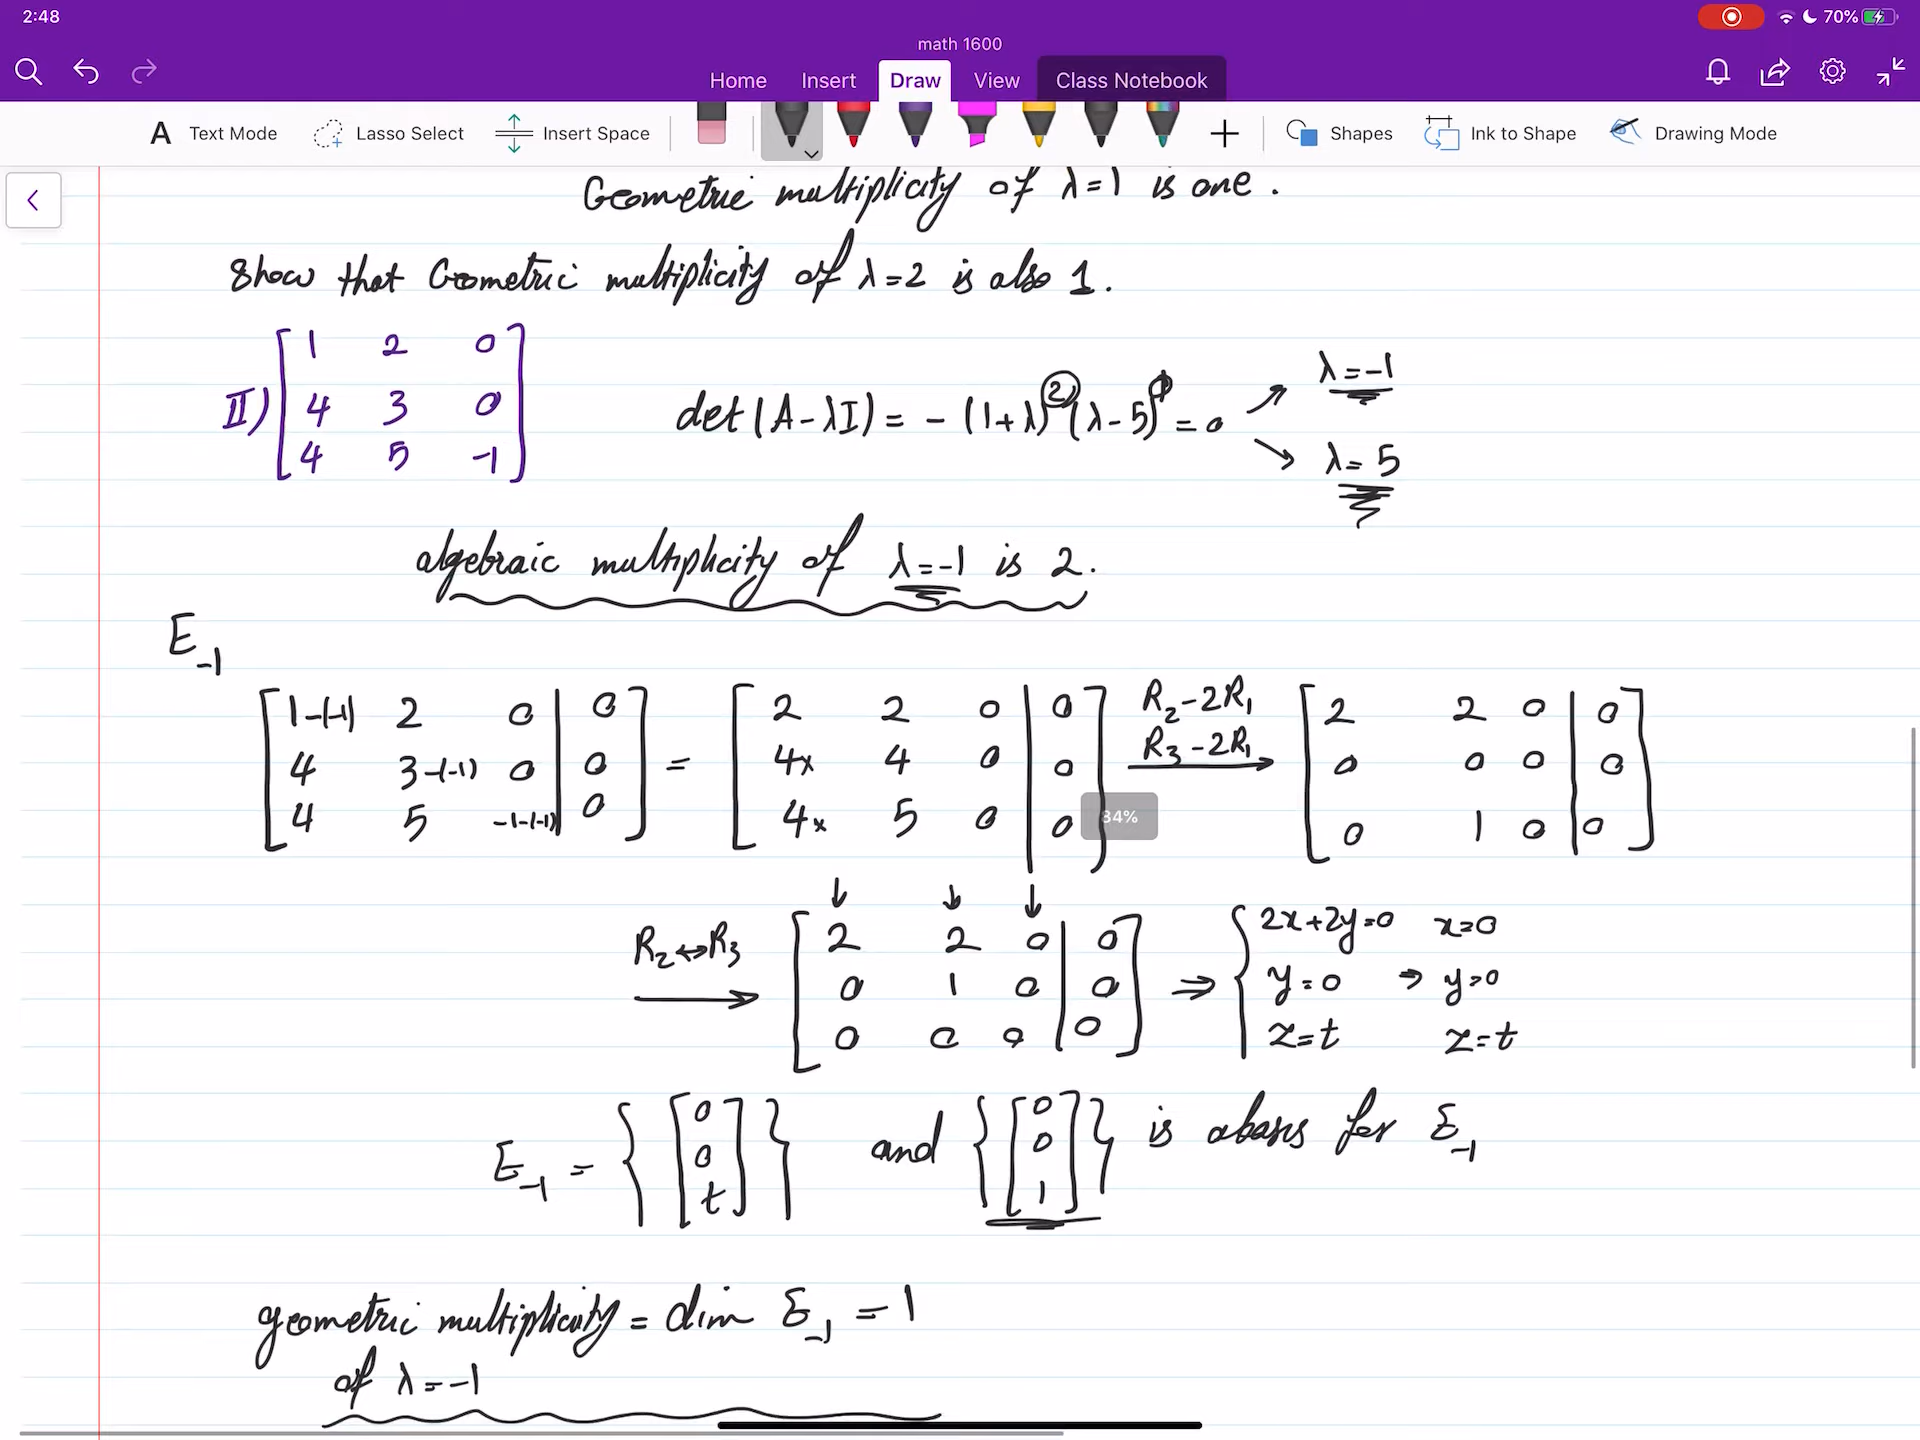 2:48
70%
math 1600
Home Insert Draw View Class Notebook
A Text Mode Lasso Select Insert Space Shapes Ink to Shape Drawing Mode
Geometric multiplicity of λ=1 is one.
Show that Geometric multiplicity of λ=2 is also 1.
II) [1 2 0
4 3 0
4 5 -1]
det(A-λI) = -(1+λ)²(λ-5)¹ = 0
λ=-1
λ=5
algebraic multiplicity of λ=-1 is 2.
E₋₁
[1-(-1) 2 0 | 0
4 3-(-1) 0 | 0
4 5 -1-(-1) | 0]
=
[2 2 0 | 0
4x 4 0 | 0
4x 5 0 | 0]
R₂-2R₁
R₃-2R₁
→
[2 2 0 | 0
0 0 0 | 0
0 1 0 | 0]
34%
R₂↔R₃
→
↓ ↓ ↓
[2 2 0 | 0
0 1 0 | 0
0 0 0 | 0]
⇒
{2x+2y=0 x=0
y=0 → y=0
z=t z=t
E₋₁ = {[0
0
t]} and {[0
0
1]} is a basis for E₋₁
geometric multiplicity = dim E₋₁ = 1
of λ=-1